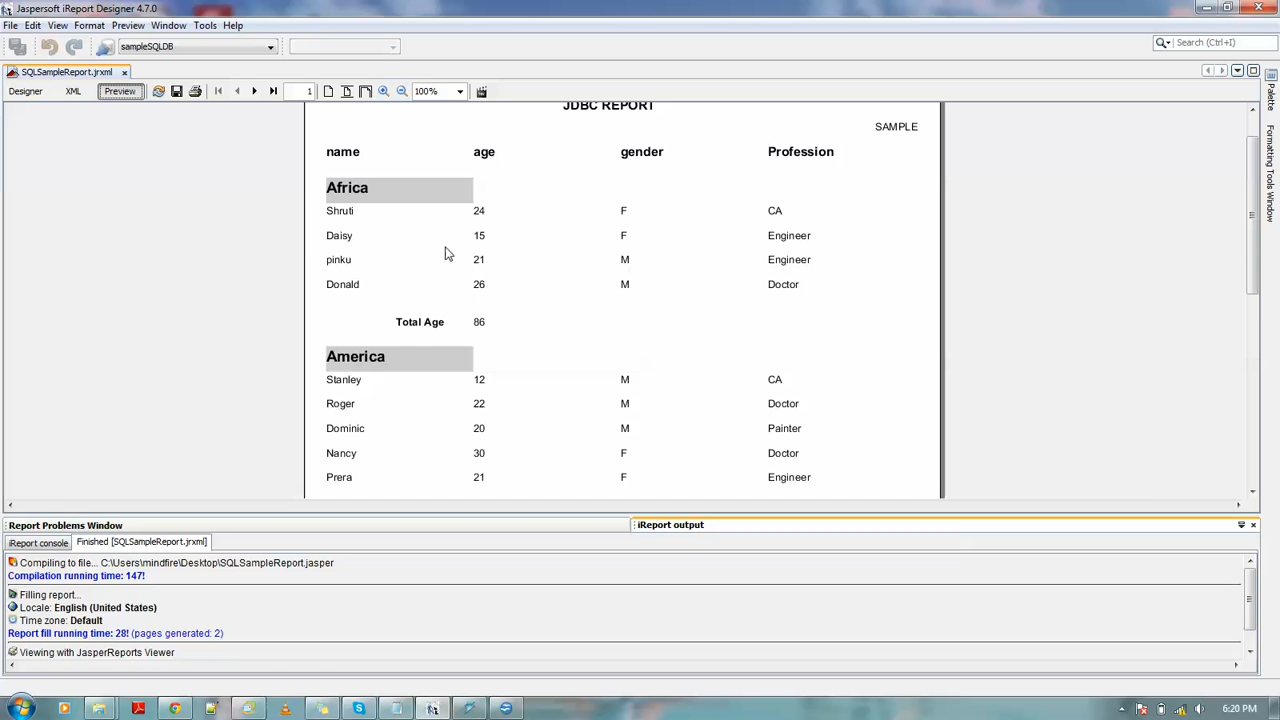 Jaspersoft iReport Designer 4.7.0
File Edit View Format Preview Window Tools Help
sampleSQLDB
Search (Ctrl+I)
SQLSampleReport.jrxml
Designer XML Preview 1 100%
Palette
Formatting Tools Window
JDBC REPORT
SAMPLE
name age gender Profession
Africa
Shruti 24 F CA
Daisy 15 F Engineer
pinku 21 M Engineer
Donald 26 M Doctor
Total Age 86
America
Stanley 12 M CA
Roger 22 M Doctor
Dominic 20 M Painter
Nancy 30 F Doctor
Prera 21 F Engineer
Report Problems Window iReport output
iReport console Finished [SQLSampleReport.jrxml]
Compiling to file... C:\Users\mindfire\Desktop\SQLSampleReport.jasper
Compilation running time: 147!
Filling report...
Locale: English (United States)
Time zone: Default
Report fill running time: 28! (pages generated: 2)
Viewing with JasperReports Viewer
6:20 PM